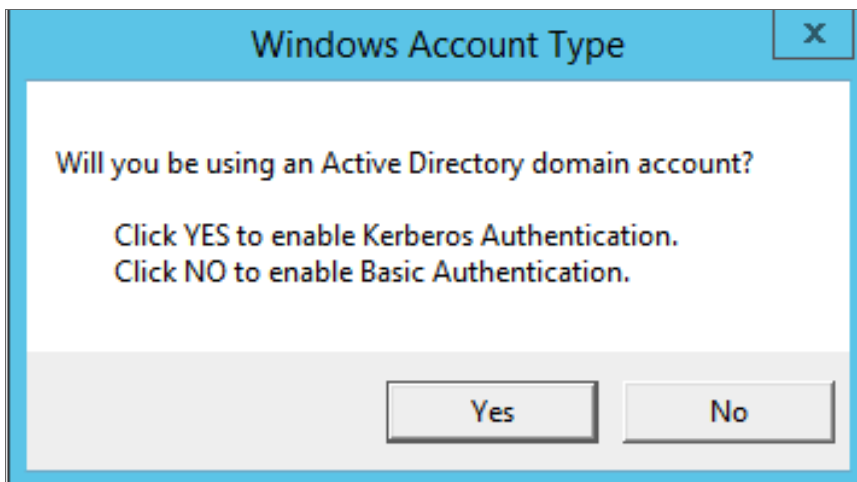 Windows Account Type
x
Will you be using an Active Directory domain account?
Click YES to enable Kerberos Authentication.
Click NO to enable Basic Authentication.
Yes
No